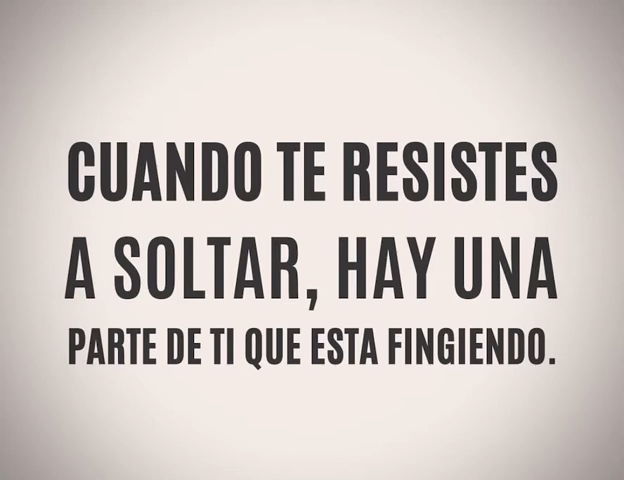 CUANDO TE RESISTES
A SOLTAR, HAY UNA
PARTE DE TI QUE ESTA FINGIENDO.